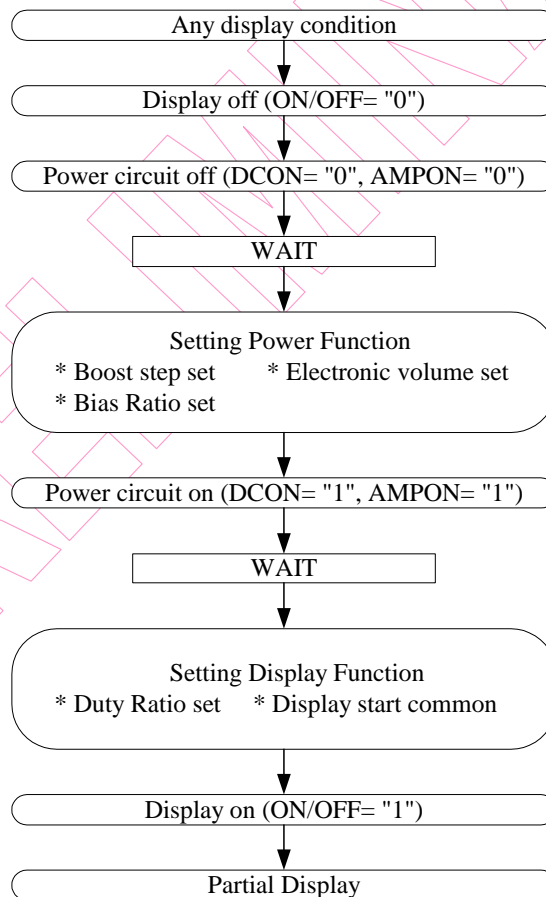 Any display condition
Display off (ON/OFF= "0")
Power circuit off (DCON= "0", AMPON= "0")
WAIT
Setting Power Function
* Boost step set * Electronic volume set
* Bias Ratio set
Power circuit on (DCON= "1", AMPON= "1")
WAIT
Setting Display Function
* Duty Ratio set * Display start common
Display on (ON/OFF= "1")
Partial Display